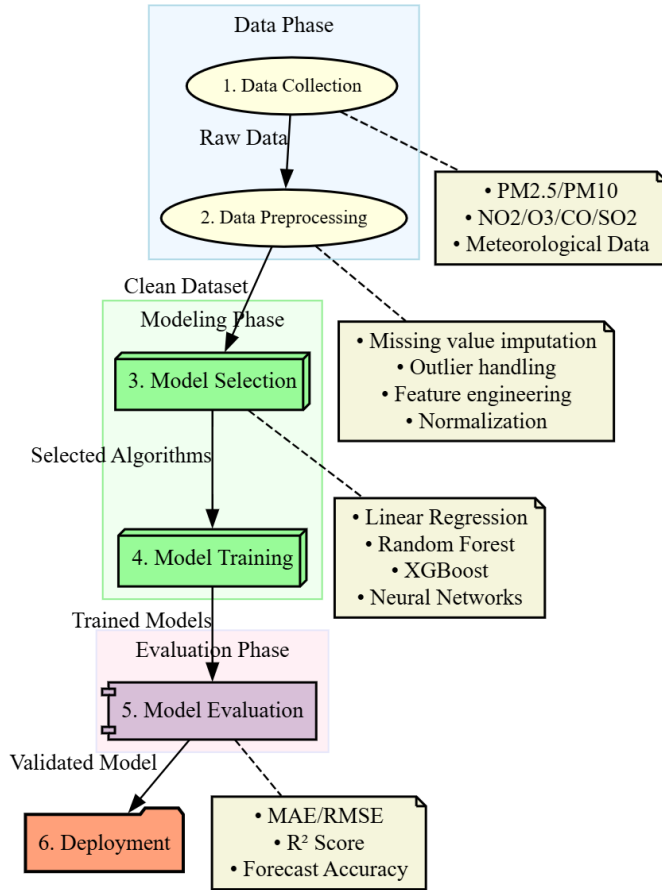 Data Phase
1. Data Collection
Raw Data
• PM2.5/PM10
• NO2/O3/CO/SO2
• Meteorological Data
2. Data Preprocessing
Clean Dataset
Modeling Phase
• Missing value imputation
• Outlier handling
• Feature engineering
• Normalization
3. Model Selection
Selected Algorithms
• Linear Regression
• Random Forest
• XGBoost
• Neural Networks
4. Model Training
Trained Models
Evaluation Phase
5. Model Evaluation
Validated Model
• MAE/RMSE
• R² Score
• Forecast Accuracy
6. Deployment